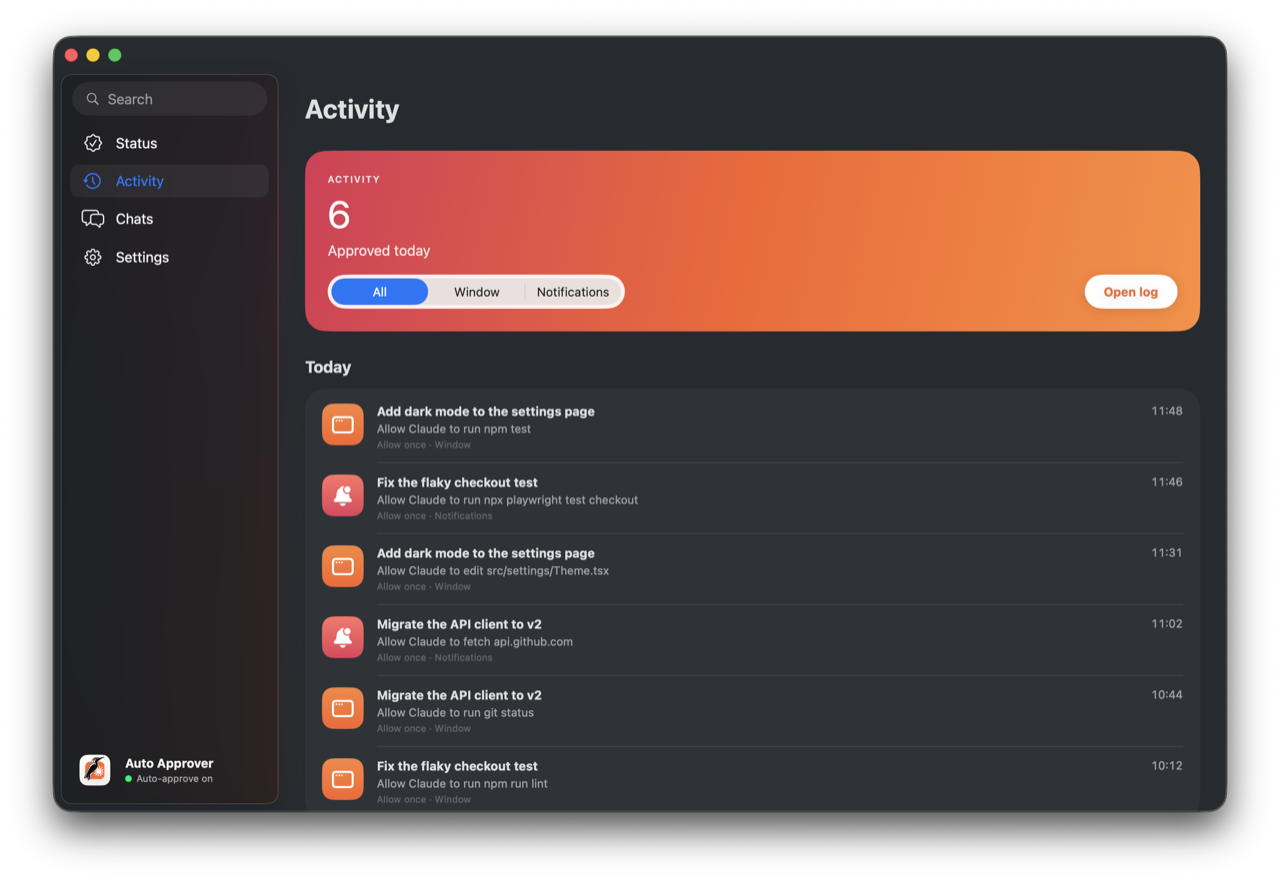 Search
Status
Activity
Chats
Settings
Auto Approver
Auto-approve on
Activity
ACTIVITY
6
Approved today
All
Window
Notifications
Open log
Today
Add dark mode to the settings page
11:48
Allow Claude to run npm test
Allow once · Window
Fix the flaky checkout test
11:46
Allow Claude to run npx playwright test checkout
Allow once · Notifications
Add dark mode to the settings page
11:31
Allow Claude to edit src/settings/Theme.tsx
Allow once · Window
Migrate the API client to v2
11:02
Allow Claude to fetch api.github.com
Allow once · Notifications
Migrate the API client to v2
10:44
Allow Claude to run git status
Allow once · Window
Fix the flaky checkout test
10:12
Allow Claude to run npm run lint
Allow once · Window